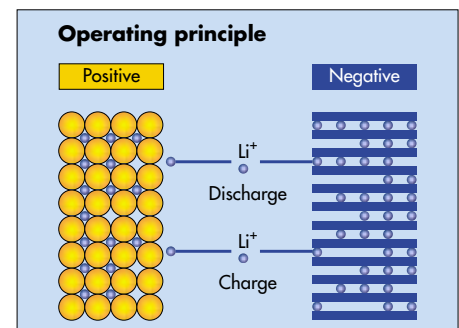 Operating principle
Positive
Negative
Li⁺
Discharge
Li⁺
Charge